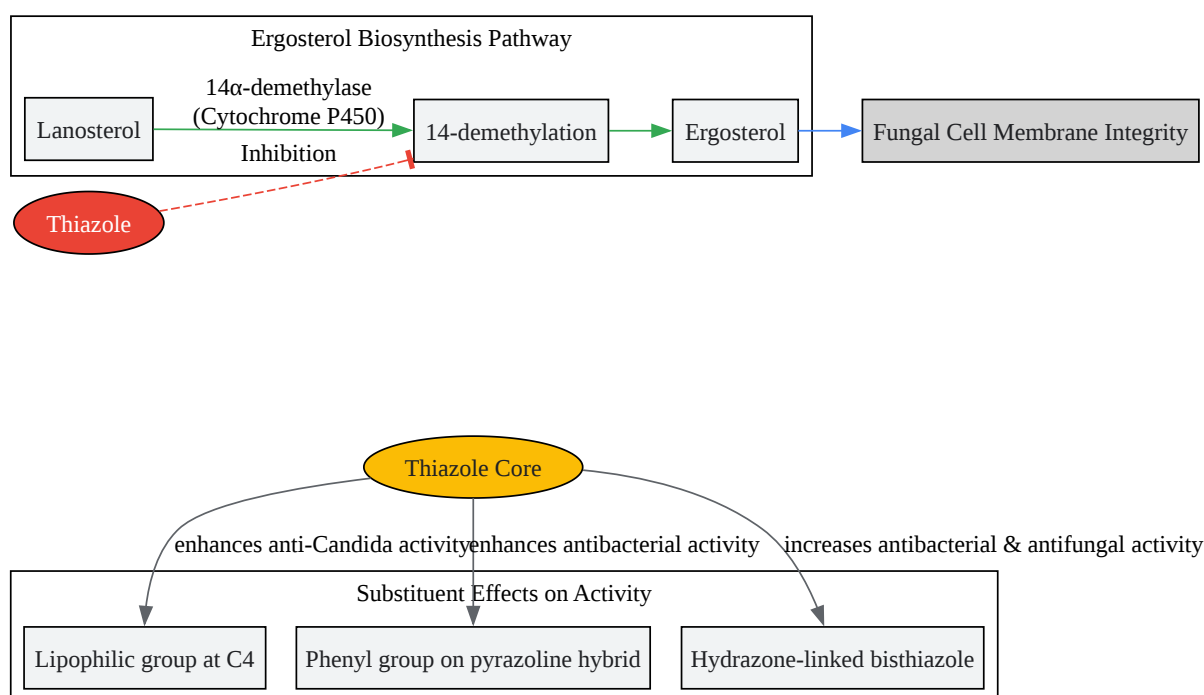 Ergosterol Biosynthesis Pathway
14α-demethylase
(Cytochrome P450)
Lanosterol
14-demethylation
Ergosterol
Fungal Cell Membrane Integrity
Inhibition
Thiazole
Thiazole Core
enhances anti-Candida activity
enhances antibacterial activity
increases antibacterial & antifungal activity
Substituent Effects on Activity
Lipophilic group at C4
Phenyl group on pyrazoline hybrid
Hydrazone-linked bisthiazole